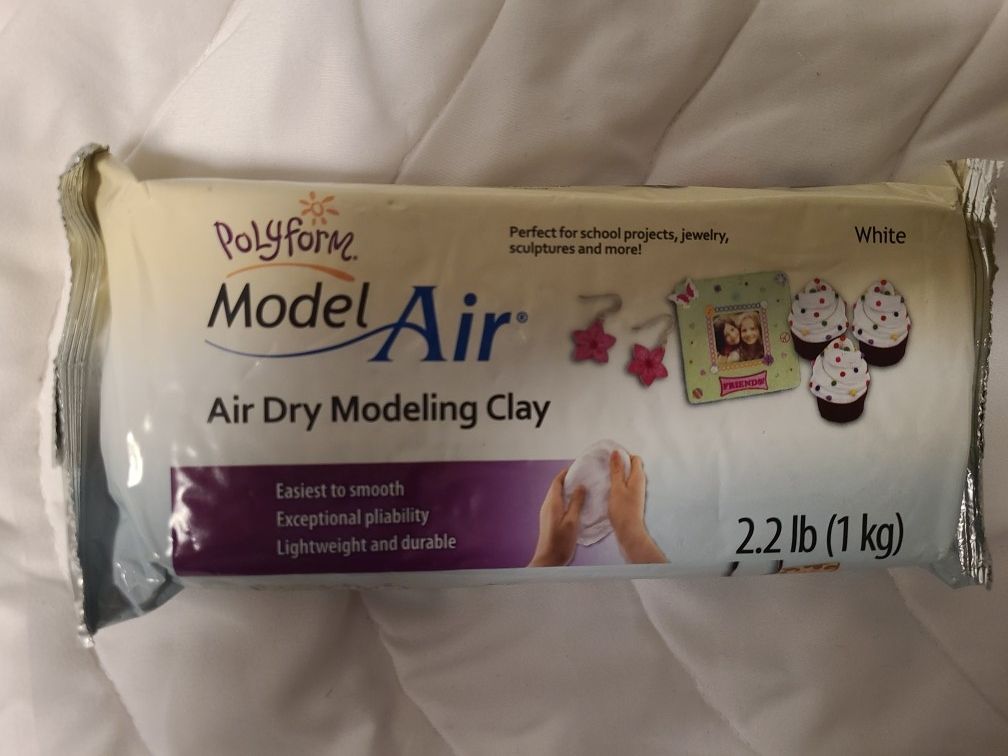 Polyform
Model Air®
Air Dry Modeling Clay
Perfect for school projects, jewelry,
sculptures and more!
White
FRIENDS
Easiest to smooth
Exceptional pliability
Lightweight and durable
2.2 lb (1 kg)